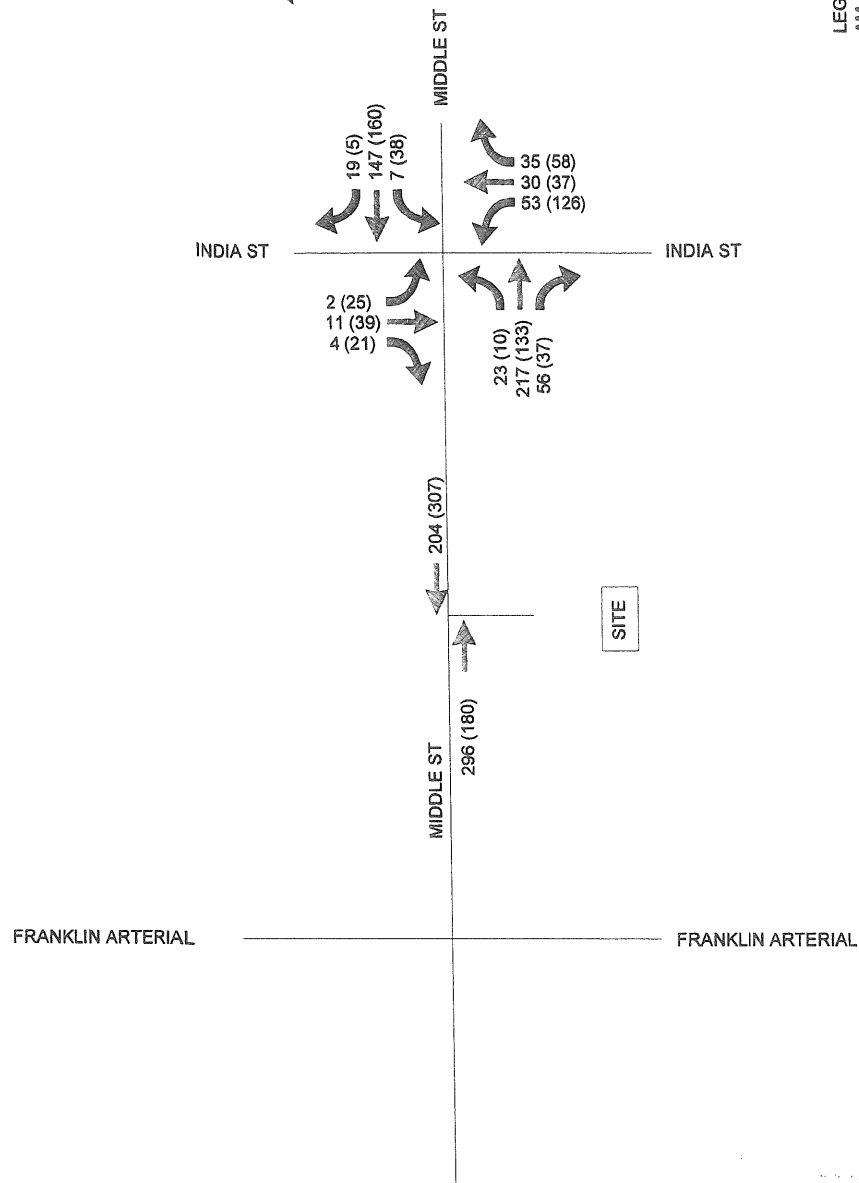 LEG
MIDDLE ST
19 (5)
147 (160)
7 (38)
35 (58)
30 (37)
53 (126)
INDIA ST
INDIA ST
2 (25)
11 (39)
4 (21)
23 (10)
217 (133)
56 (37)
204 (307)
SITE
296 (180)
MIDDLE ST
FRANKLIN ARTERIAL
FRANKLIN ARTERIAL